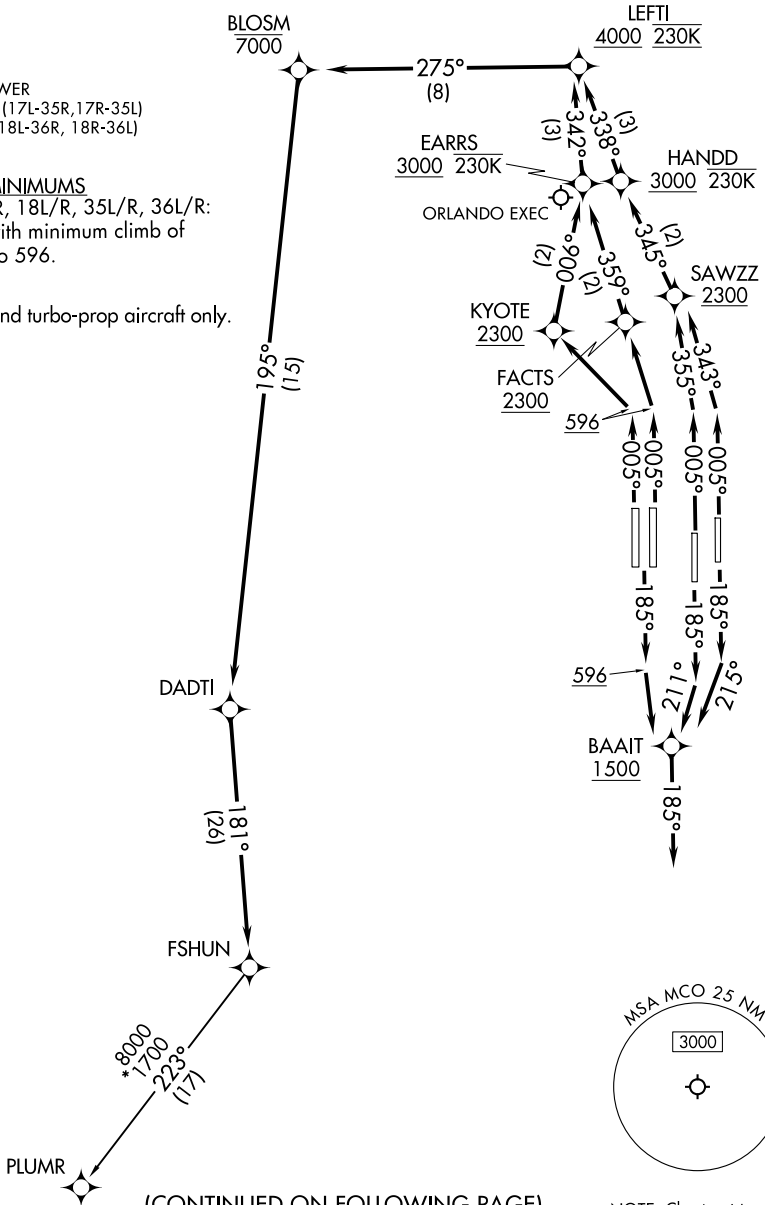 BLOSM
7000
LEFTI
4000 230K
275°
(8)
(17L-35R,17R-35L)
18L-36R, 18R-36L)
342°
(3)
338°
(3)
EARRS
3000 230K
HANDD
3000 230K
ORLANDO EXEC
R, 18L/R, 35L/R, 36L/R:
with minimum climb of
596.
nd turbo-prop aircraft only.
006°
(2)
359°
(2)
345°
(2)
SAWZZ
2300
KYOTE
2300
FACTS
2300
343°
355°
596
195°
(15)
005°
005°
005°
005°
185°
185°
185°
596
211°
215°
DADTI
BAAIT
1500
185°
181°
(26)
FSHUN
MSA MCO 25 NM
3000
8000
*1700
223°
(17)
PLUMR
(CONTINUED ON FOLLOWING PAGE)